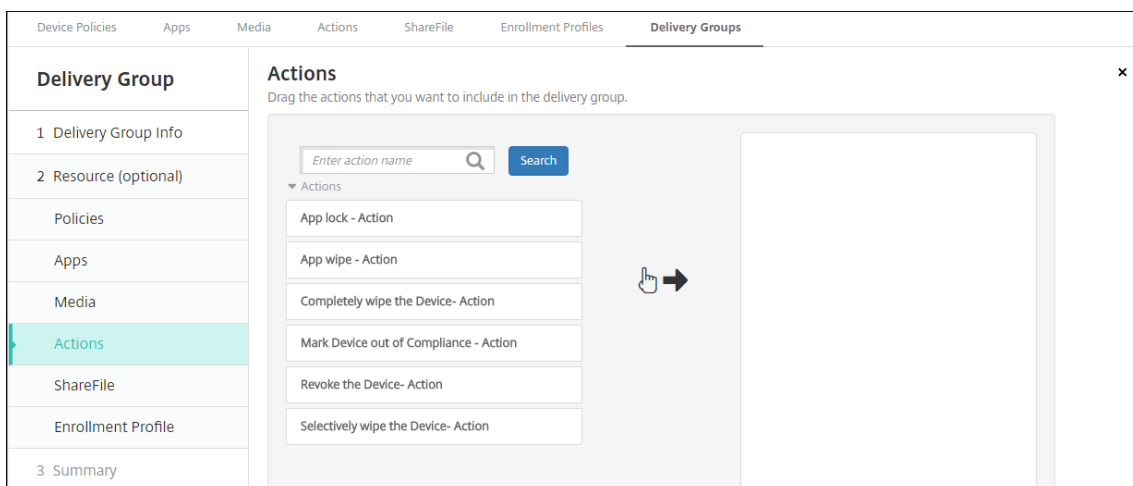 Device Policies Apps Media Actions ShareFile Enrollment Profiles Delivery Groups
Delivery Group
1 Delivery Group Info
2 Resource (optional)
Policies
Apps
Media
Actions
ShareFile
Enrollment Profile
3 Summary
Actions
Drag the actions that you want to include in the delivery group.
Enter action name Search
Actions
App lock - Action
App wipe - Action
Completely wipe the Device- Action
Mark Device out of Compliance - Action
Revoke the Device- Action
Selectively wipe the Device- Action